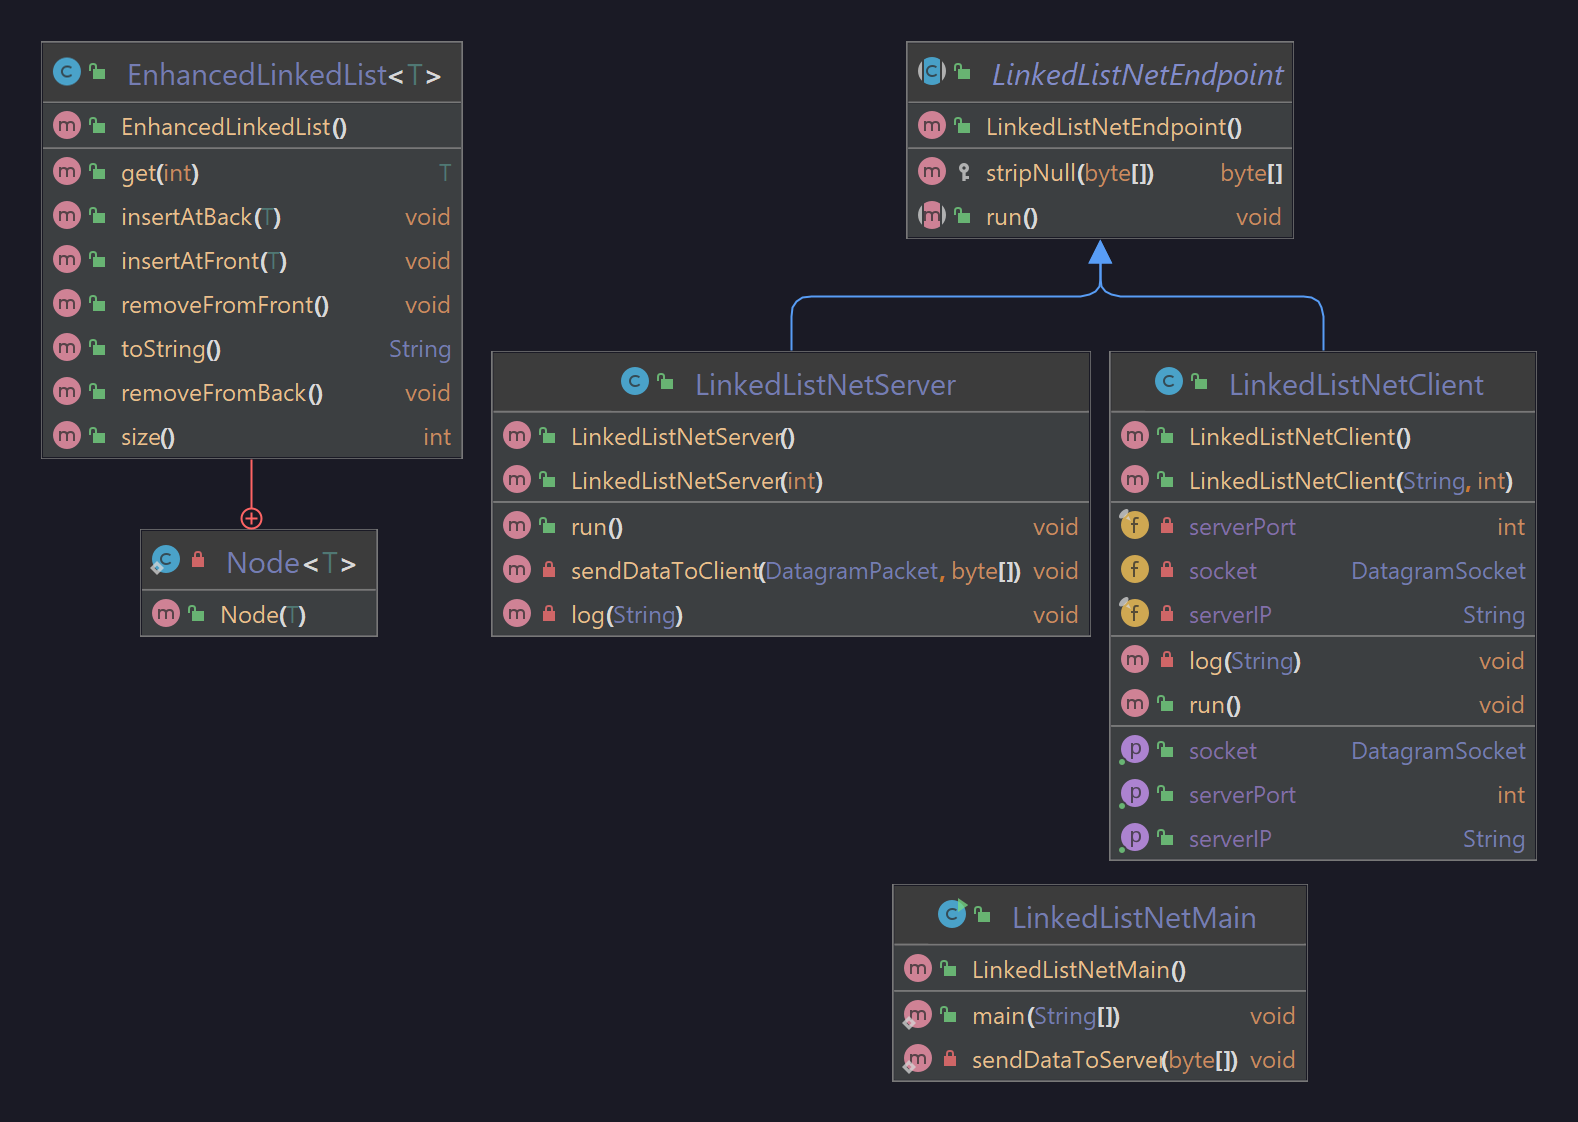 EnhancedLinkedList<T>
EnhancedLinkedList()
get(int) T
insertAtBack(T) void
insertAtFront(T) void
removeFromFront() void
toString() String
removeFromBack() void
size() int
Node<T>
Node(T)
LinkedListNetEndpoint
LinkedListNetEndpoint()
stripNull(byte[]) byte[]
run() void
LinkedListNetServer
LinkedListNetServer()
LinkedListNetServer(int)
run() void
sendDataToClient(DatagramPacket, byte[]) void
log(String) void
LinkedListNetClient
LinkedListNetClient()
LinkedListNetClient(String, int)
serverPort int
socket DatagramSocket
serverIP String
log(String) void
run() void
socket DatagramSocket
serverPort int
serverIP String
LinkedListNetMain
LinkedListNetMain()
main(String[]) void
sendDataToServer(byte[]) void